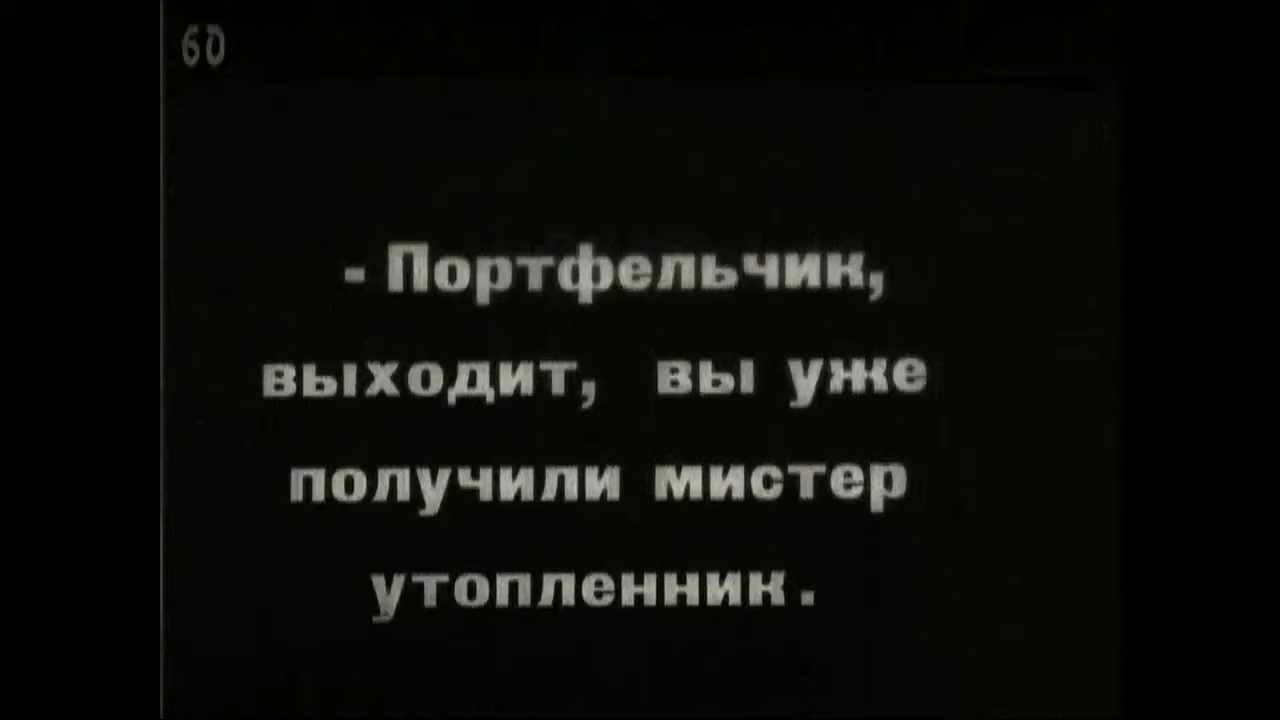 60
- Портфельчик,
выходит, вы уже
получили мистер
утопленник.